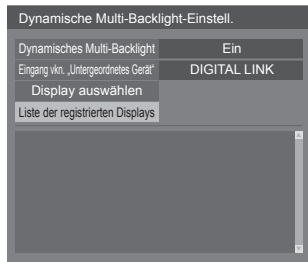 Dynamische Multi-Backlight-Einstell.
Dynamisches Multi-Backlight Ein
Eingang vkn. „Untergeordnetes Gerät“ DIGITAL LINK
Display auswählen
Liste der registrierten Displays